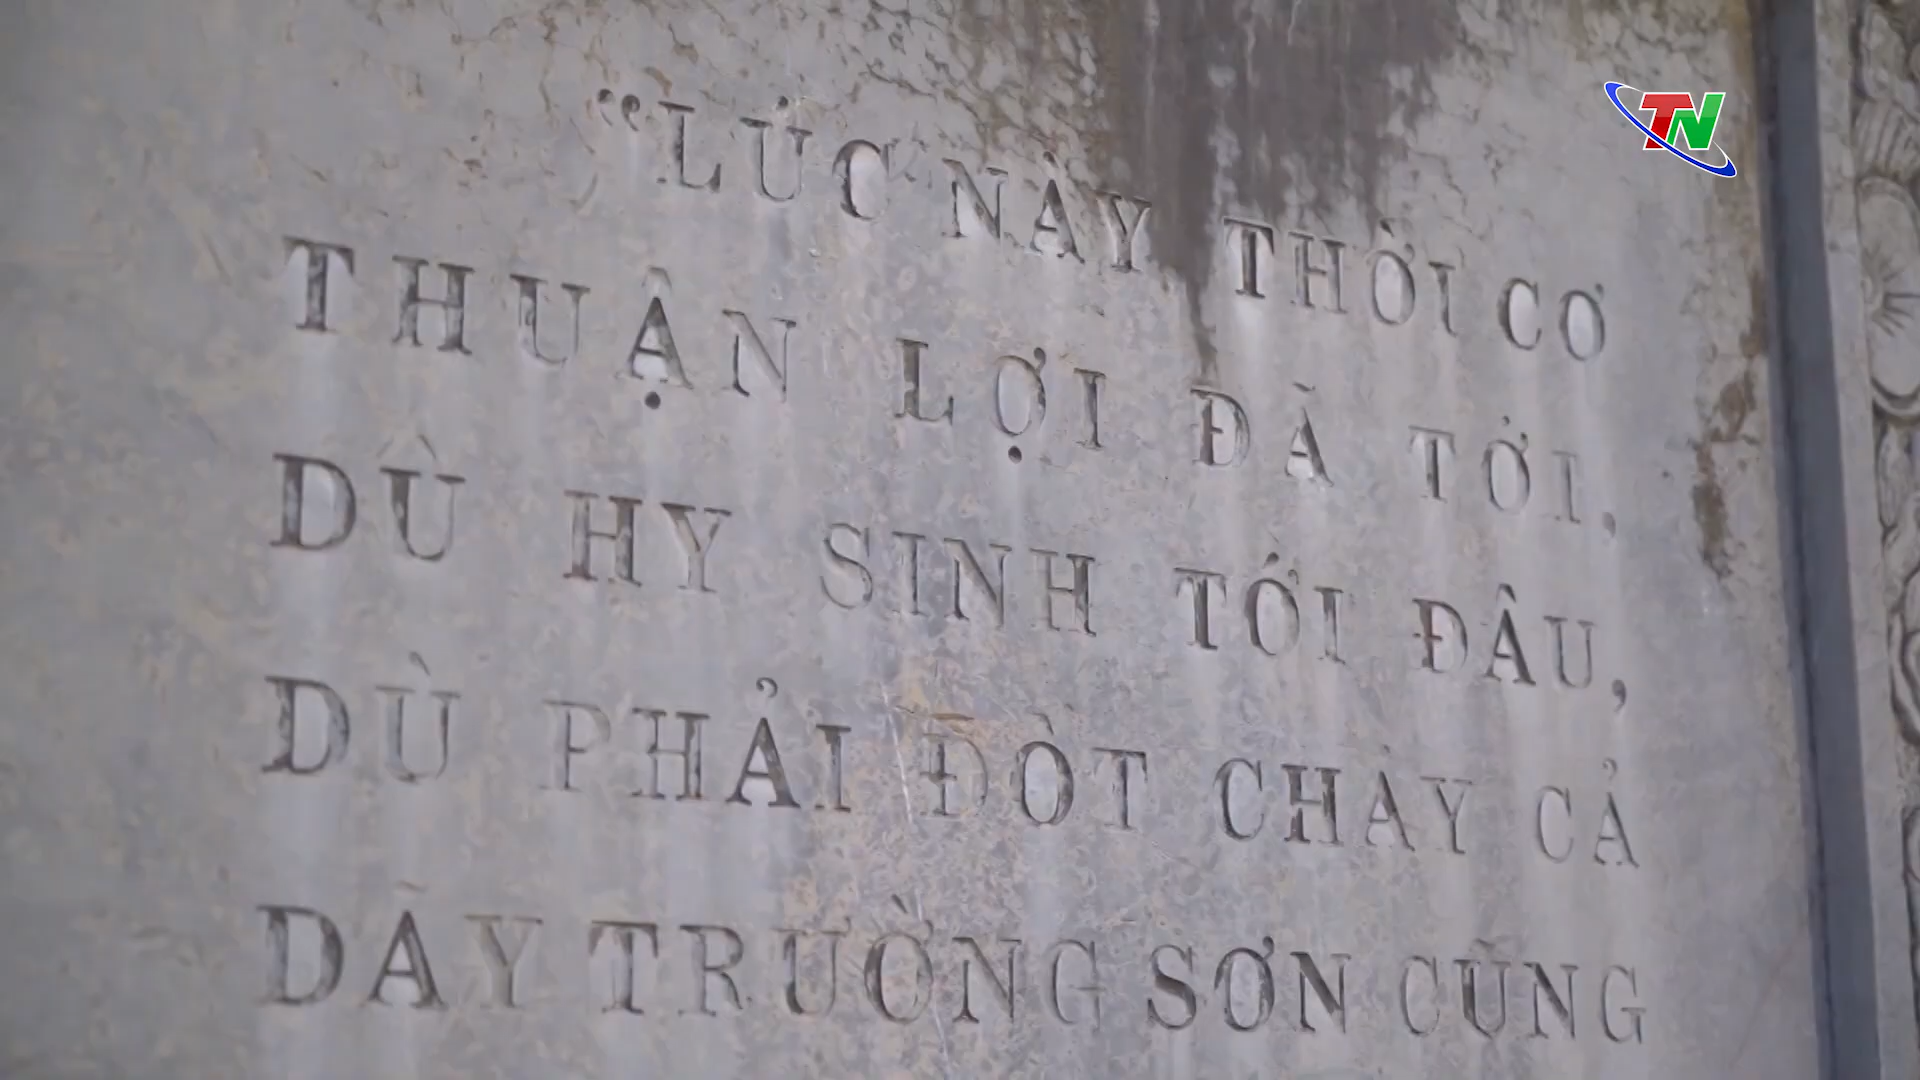 TN
"LÚC NÀY THỜI CƠ
THUẬN LỢI ĐÃ TỚI,
DÙ HY SINH TỚI ĐÂU,
DÙ PHẢI ĐỐT CHÁY CẢ
DÃY TRƯỜNG SƠN CŨNG